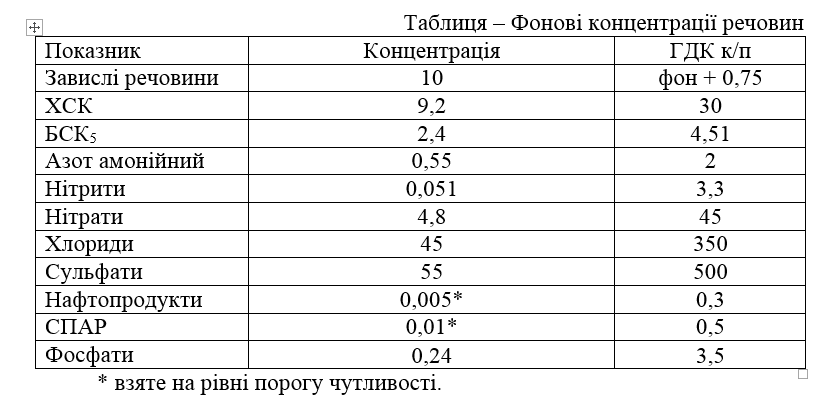 Таблиця – Фонові концентрації речовин
Показник Концентрація ГДК к/п
Завислі речовини 10 фон + 0,75
ХСК 9,2 30
БСК5 2,4 4,51
Азот амонійний 0,55 2
Нітрити 0,051 3,3
Нітрати 4,8 45
Хлориди 45 350
Сульфати 55 500
Нафтопродукти 0,005* 0,3
СПАР 0,01* 0,5
Фосфати 0,24 3,5
* взяте на рівні порогу чутливості.